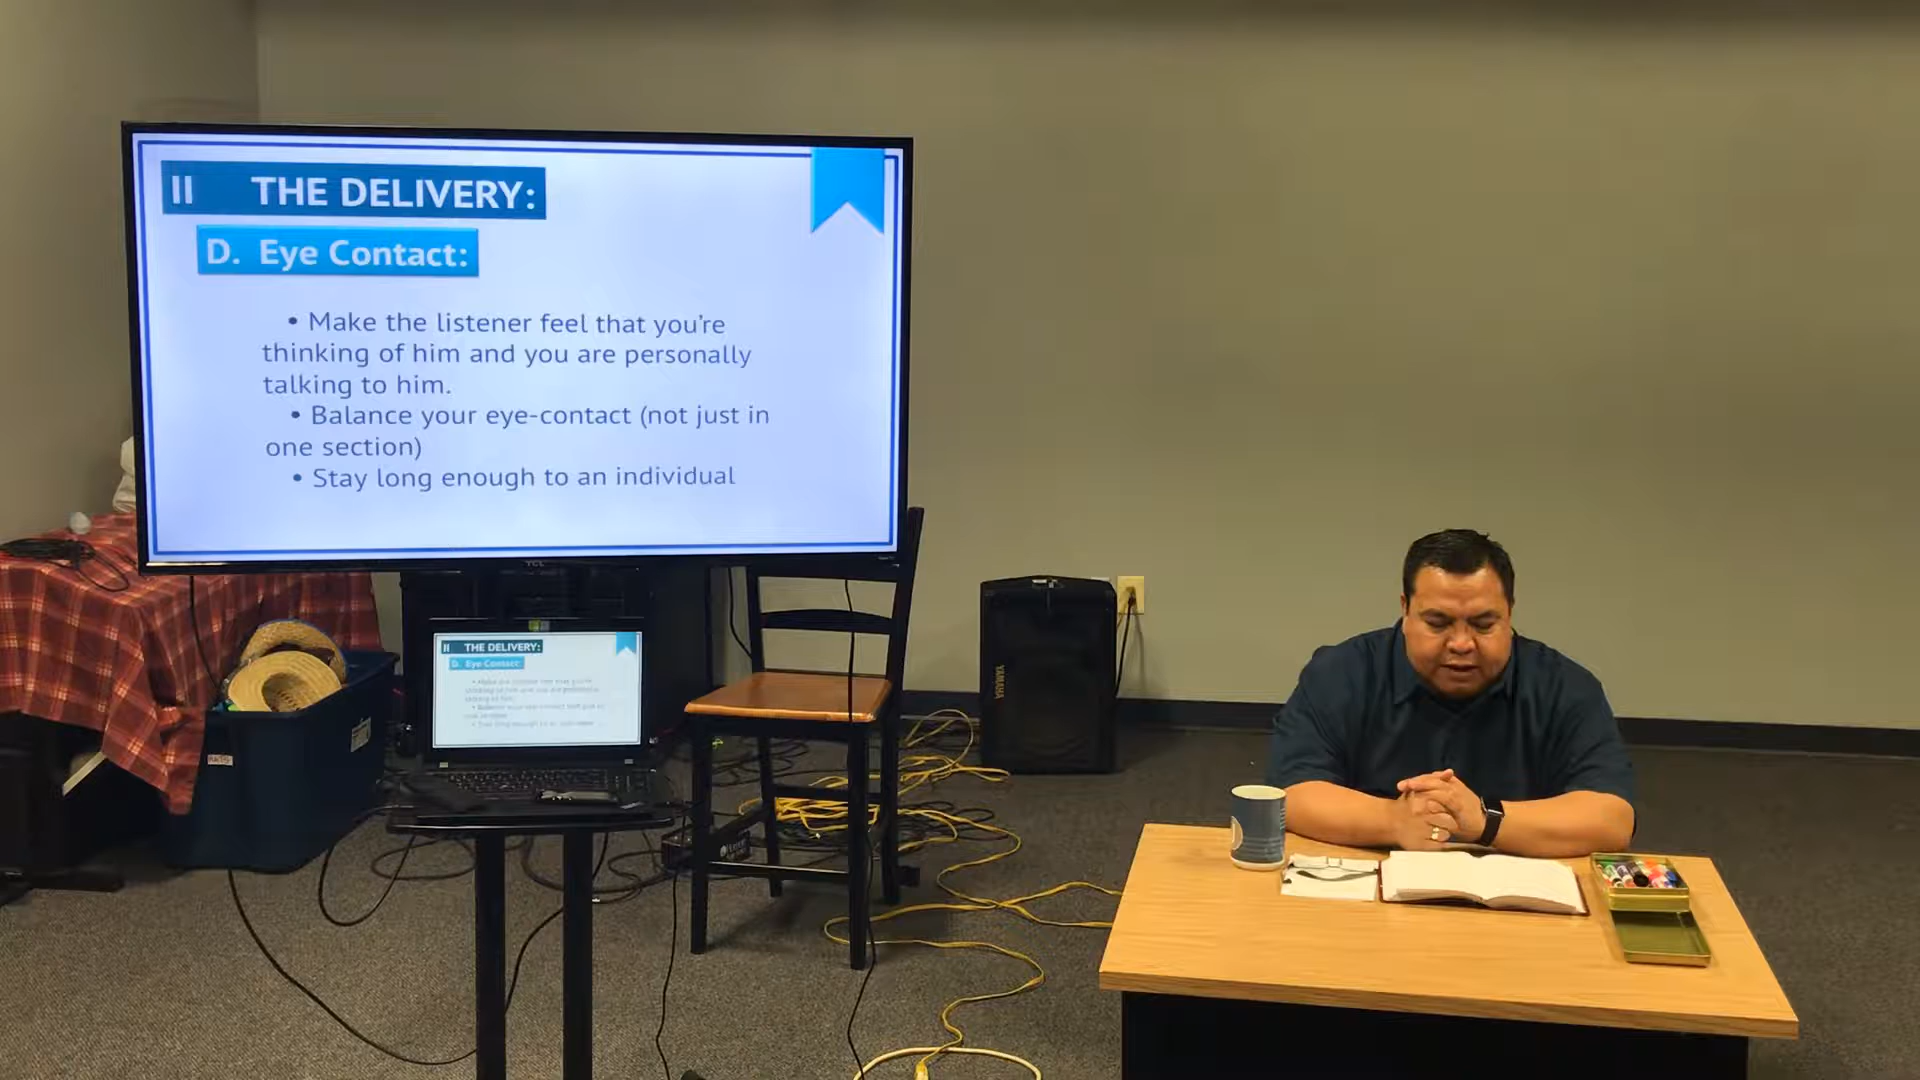 II THE DELIVERY:
D. Eye Contact:
• Make the listener feel that you're
thinking of him and you are personally
talking to him.
• Balance your eye-contact (not just in
one section)
• Stay long enough to an individual
TCL
II THE DELIVERY:
D. Eye Contact:
YAMAHA